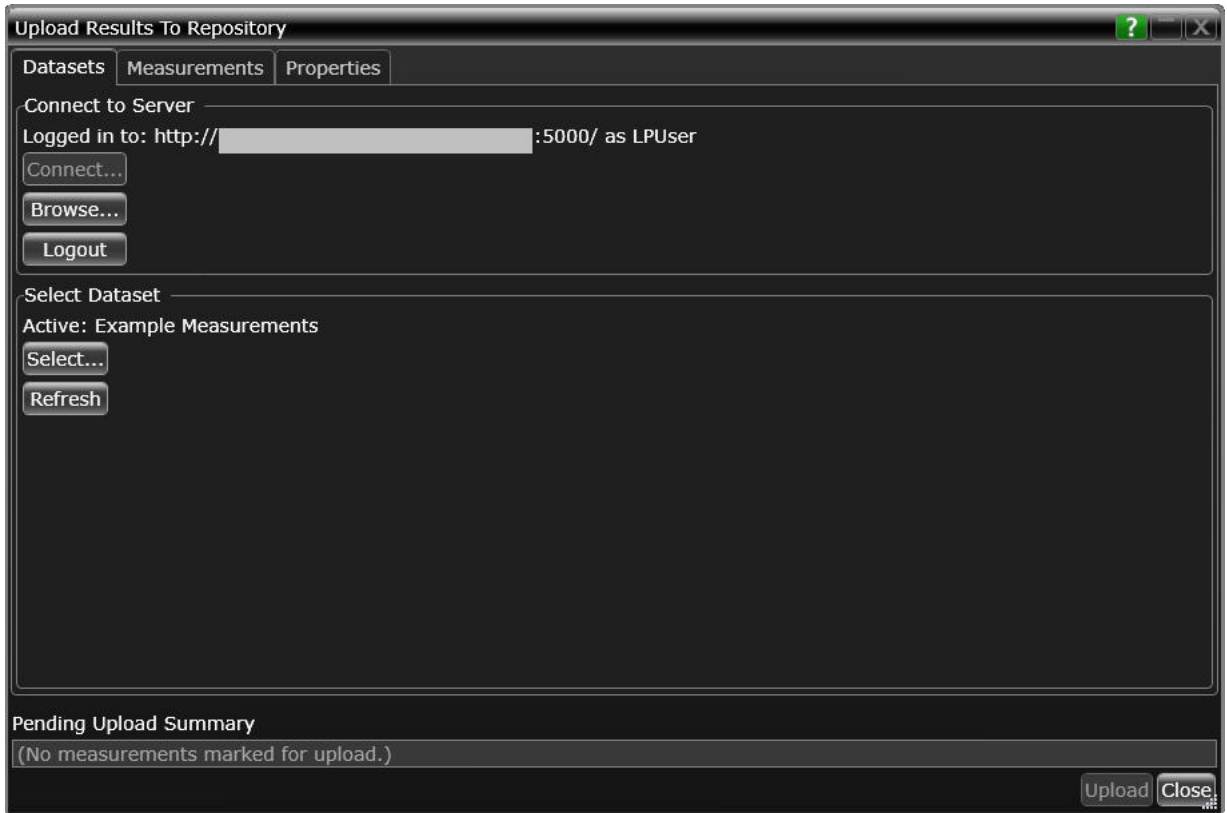 Upload Results To Repository ? X
Datasets Measurements Properties
Connect to Server
Logged in to: http:// :5000/ as LPUser
Connect...
Browse...
Logout
Select Dataset
Active: Example Measurements
Select...
Refresh
Pending Upload Summary
(No measurements marked for upload.)
Upload Close